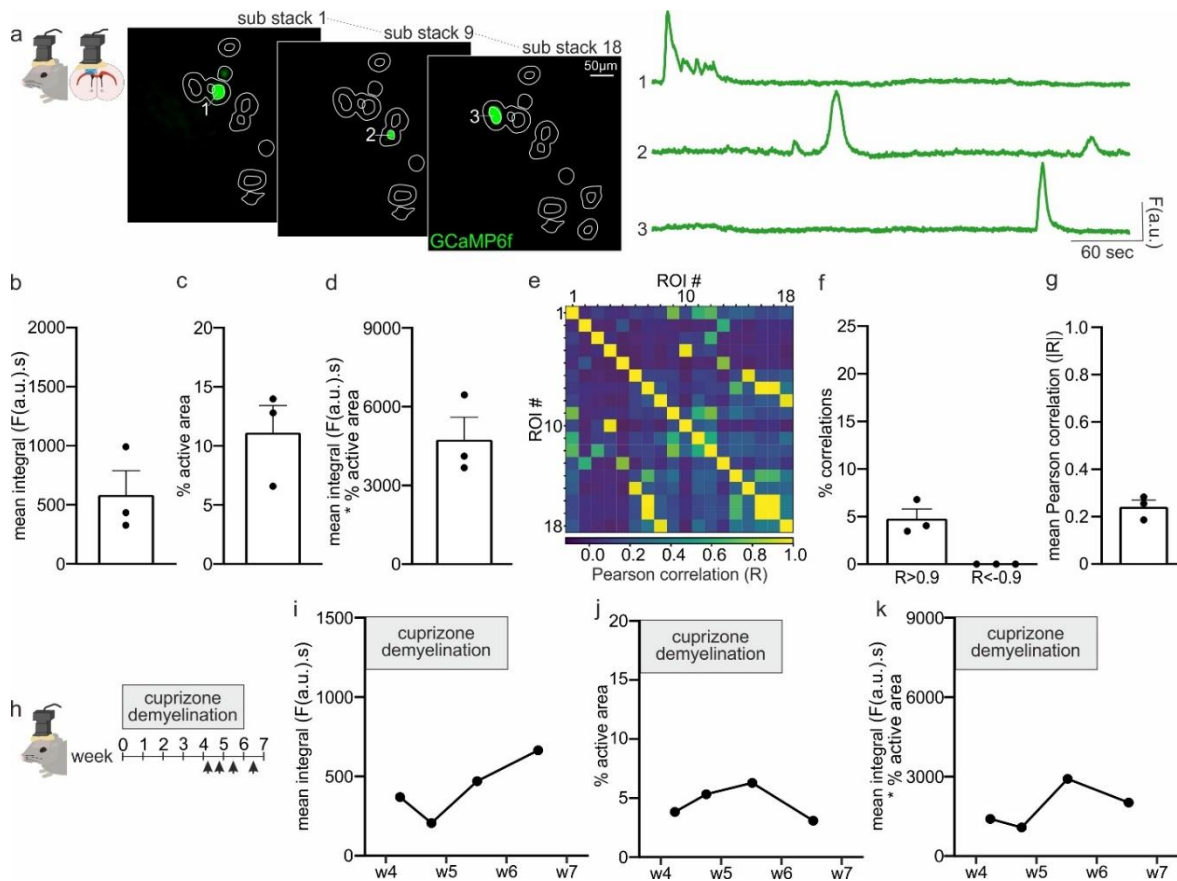 a
sub stack 1
sub stack 9
sub stack 18
50µm
1
2
3
GCaMP6f
1
2
3
F(a.u.)
60 sec
b
2000
1500
1000
500
0
mean integral (F(a.u.).s)
c
20
15
10
5
0
% active area
d
9000
6000
3000
0
mean integral (F(a.u.).s)
* % active area
e
ROI #
1 10 18
ROI #
1
10
18
0.0 0.2 0.4 0.6 0.8 1.0
Pearson correlation (R)
f
25
20
15
10
5
0
% correlations
R>0.9 R<-0.9
g
1.0
0.8
0.6
0.4
0.2
0
mean Pearson correlation (|R|)
h
cuprizone
demyelination
week
0 1 2 3 4 5 6 7
i
1500
1000
500
0
mean integral (F(a.u.).s)
cuprizone
demyelination
w4 w5 w6 w7
j
20
15
10
5
0
% active area
cuprizone
demyelination
w4 w5 w6 w7
k
9000
6000
3000
0
mean integral (F(a.u.).s)
* % active area
cuprizone
demyelination
w4 w5 w6 w7